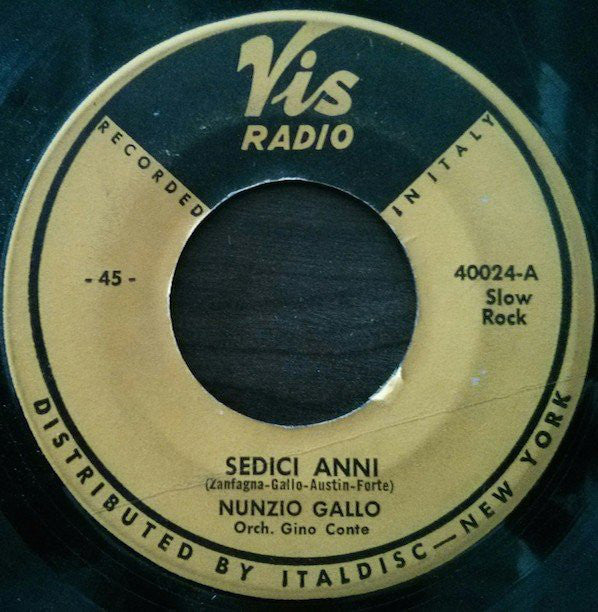 Vis
RADIO
RECORDED
IN ITALY
- 45 -
40024-A
Slow
Rock
SEDICI ANNI
(Zanfagna-Gallo-Austin-Forte)
NUNZIO GALLO
Orch. Gino Conte
DISTRIBUTED BY ITALDISC—NEW YORK